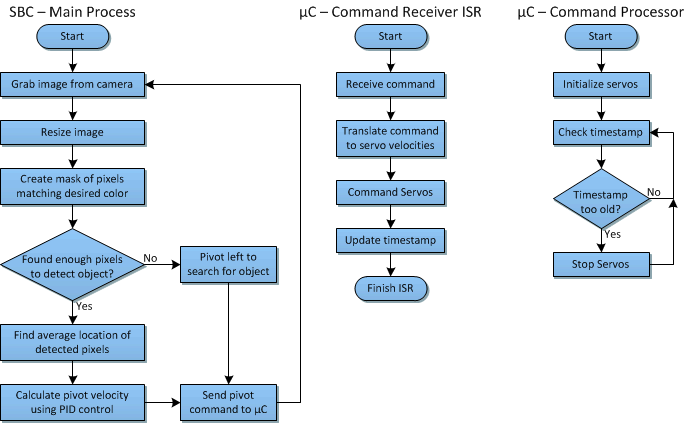 SBC – Main Process
Start
Grab image from camera
Resize image
Create mask of pixels
matching desired color
Found enough pixels
to detect object?
No
Yes
Pivot left to
search for object
Find average location of
detected pixels
Calculate pivot velocity
using PID control
Send pivot
command to µC
µC – Command Receiver ISR
Start
Receive command
Translate command
to servo velocities
Command Servos
Update timestamp
Finish ISR
µC – Command Processor
Start
Initialize servos
Check timestamp
Timestamp
too old?
No
Yes
Stop Servos